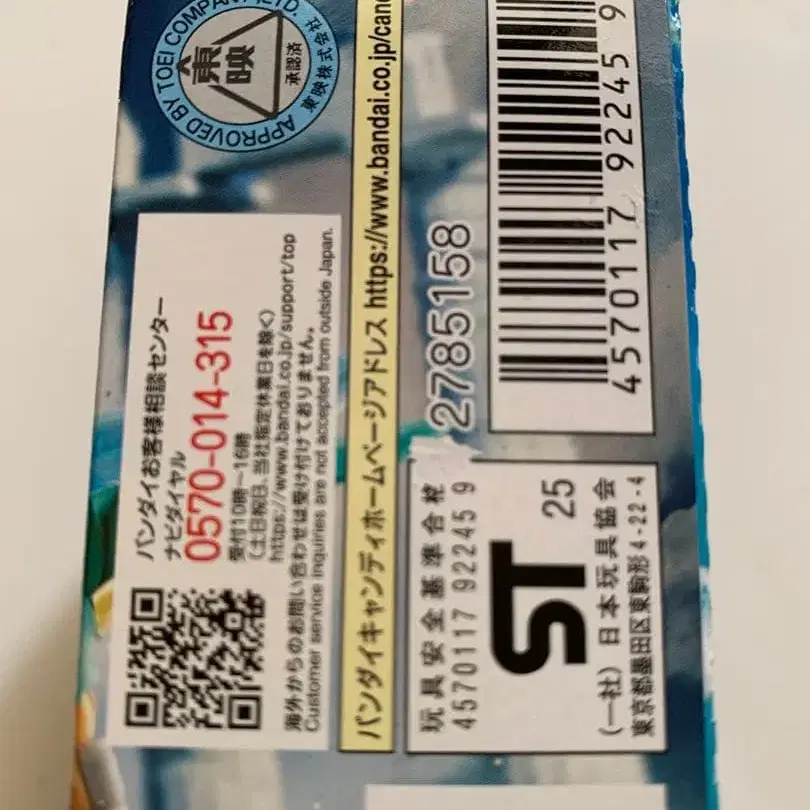 APPROVED BY TOEI COMPANY, LTD.
東映
承認済
東映株式会社
バンダイお客様相談センター
ナビダイヤル
0570-014-315
受付10時~16時
(土日祝日、当社指定休業日を除く)
https://www.bandai.co.jp/support/top
海外からのお問い合わせは受け付けておりません。
Customer service inquiries are not accepted from outside Japan.
バンダイキャンディホームページアドレス https://www.bandai.co.jp/can
2785158
4570117 92245 9
玩具安全基準合格
4570117 92245 9
ST
25
(一社) 日本玩具協会
東京都墨田区東駒形4-22-4